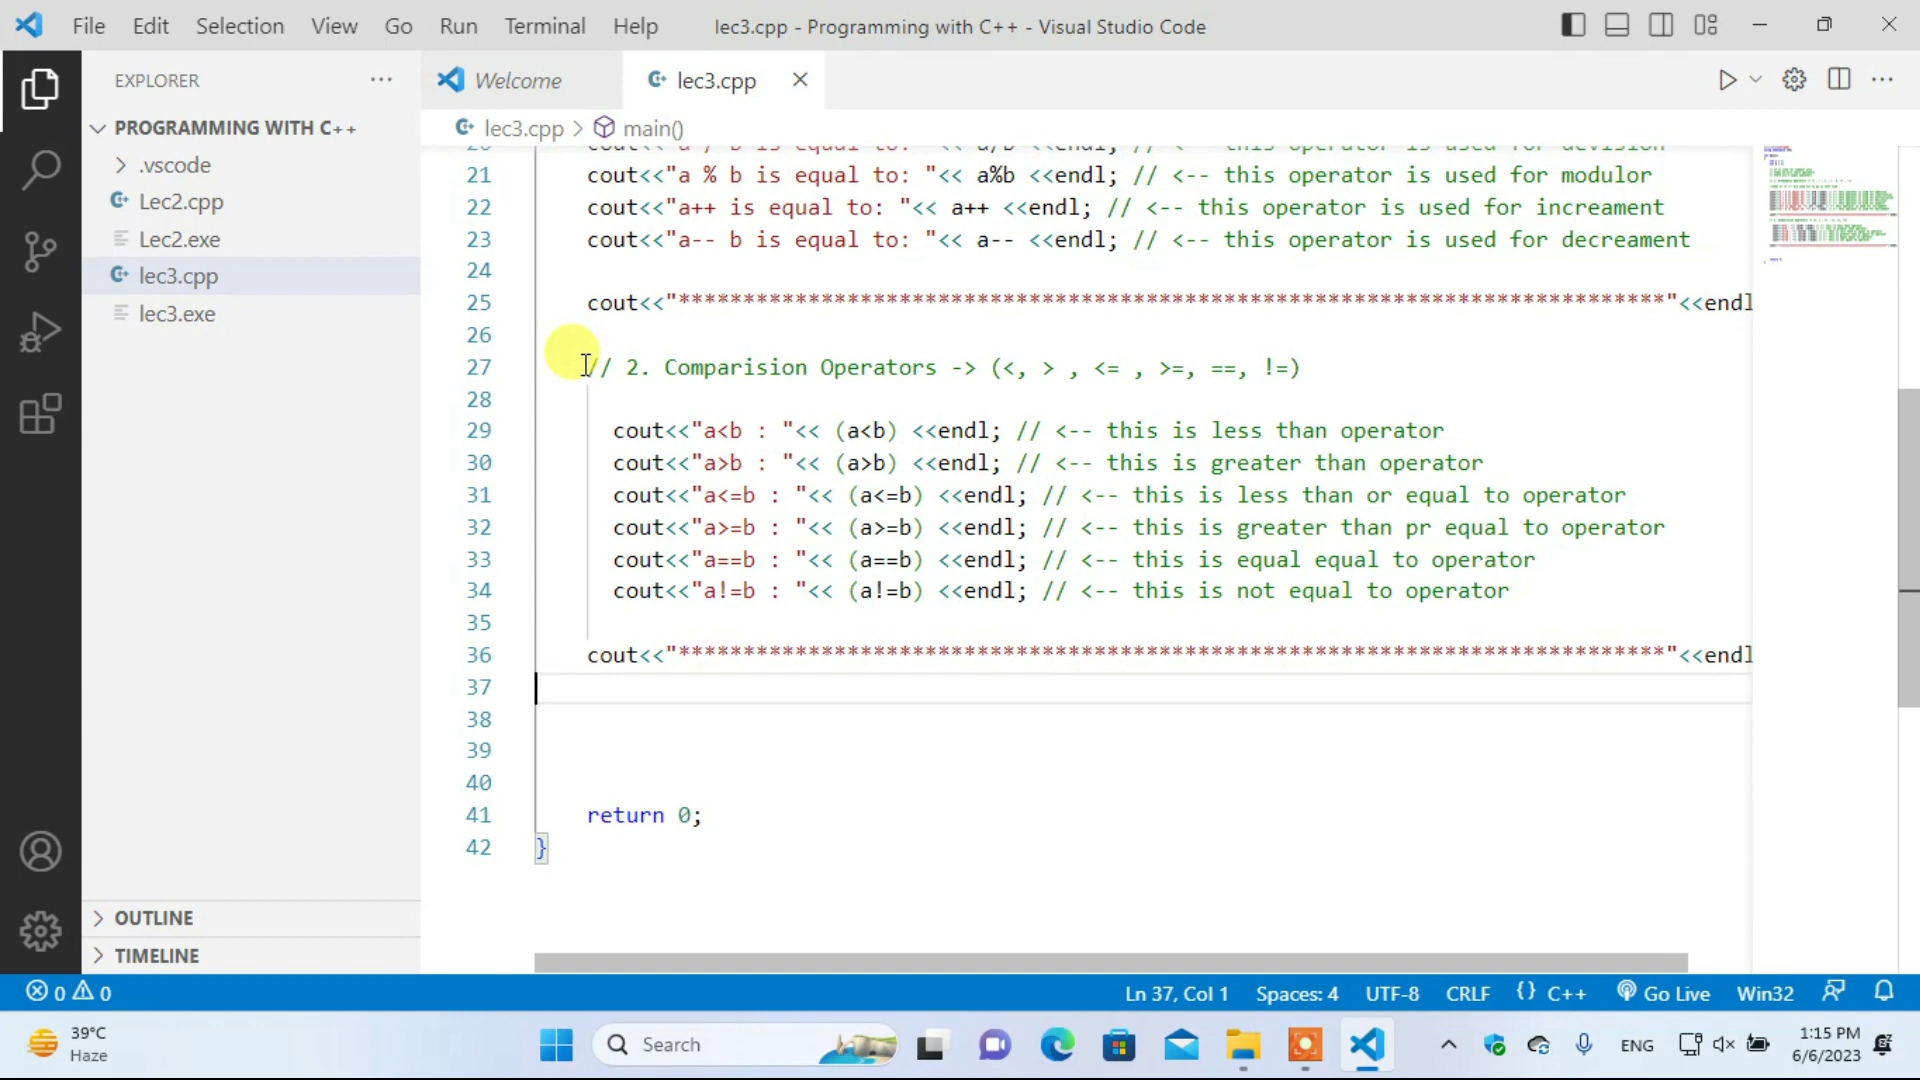 File Edit Selection View Go Run Terminal Help lec3.cpp - Programming with C++ - Visual Studio Code
EXPLORER
Welcome
lec3.cpp
PROGRAMMING WITH C++
lec3.cpp > main()
.vscode
Lec2.cpp
Lec2.exe
lec3.cpp
lec3.exe
21 cout<<"a % b is equal to: "<< a%b <<endl; // <-- this operator is used for modulor
22 cout<<"a++ is equal to: "<< a++ <<endl; // <-- this operator is used for increament
23 cout<<"a-- b is equal to: "<< a-- <<endl; // <-- this operator is used for decreament
24
25 cout<<"****************************************************************************"<<endl
26
27 // 2. Comparision Operators -> (<, > , <= , >=, ==, !=)
28
29 cout<<"a<b : "<< (a<b) <<endl; // <-- this is less than operator
30 cout<<"a>b : "<< (a>b) <<endl; // <-- this is greater than operator
31 cout<<"a<=b : "<< (a<=b) <<endl; // <-- this is less than or equal to operator
32 cout<<"a>=b : "<< (a>=b) <<endl; // <-- this is greater than pr equal to operator
33 cout<<"a==b : "<< (a==b) <<endl; // <-- this is equal equal to operator
34 cout<<"a!=b : "<< (a!=b) <<endl; // <-- this is not equal to operator
35
36 cout<<"****************************************************************************"<<endl
37
38
39
40
41 return 0;
42 }
OUTLINE
TIMELINE
0 0 Ln 37, Col 1 Spaces: 4 UTF-8 CRLF {} C++ Go Live Win32
39°C
Haze
Search
ENG
1:15 PM
6/6/2023